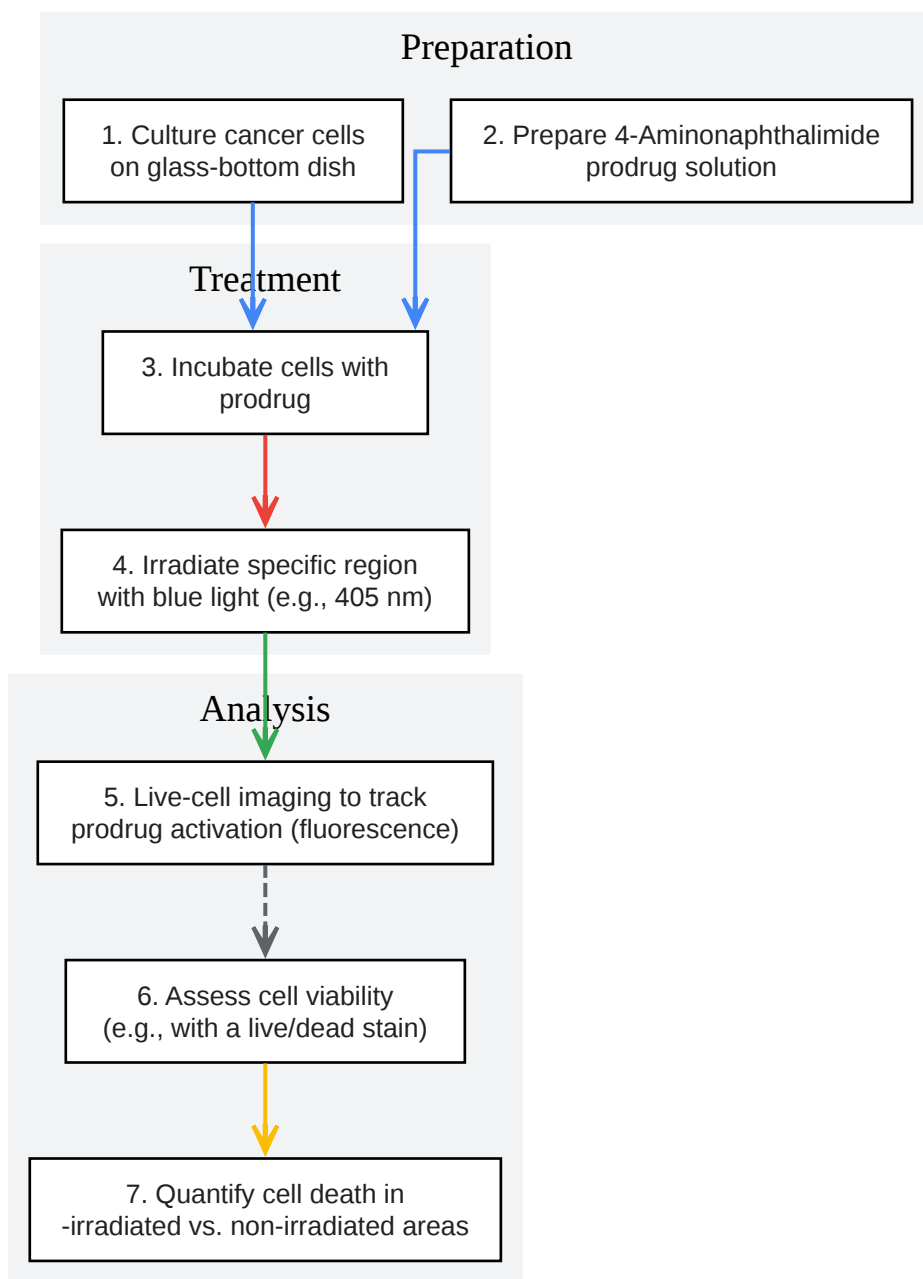 Preparation
1. Culture cancer cells
on glass-bottom dish
2. Prepare 4-Aminonaphthalimide
prodrug solution
Treatment
3. Incubate cells with
prodrug
4. Irradiate specific region
with blue light (e.g., 405 nm)
Analysis
5. Live-cell imaging to track
prodrug activation (fluorescence)
6. Assess cell viability
(e.g., with a live/dead stain)
7. Quantify cell death in
-irradiated vs. non-irradiated areas